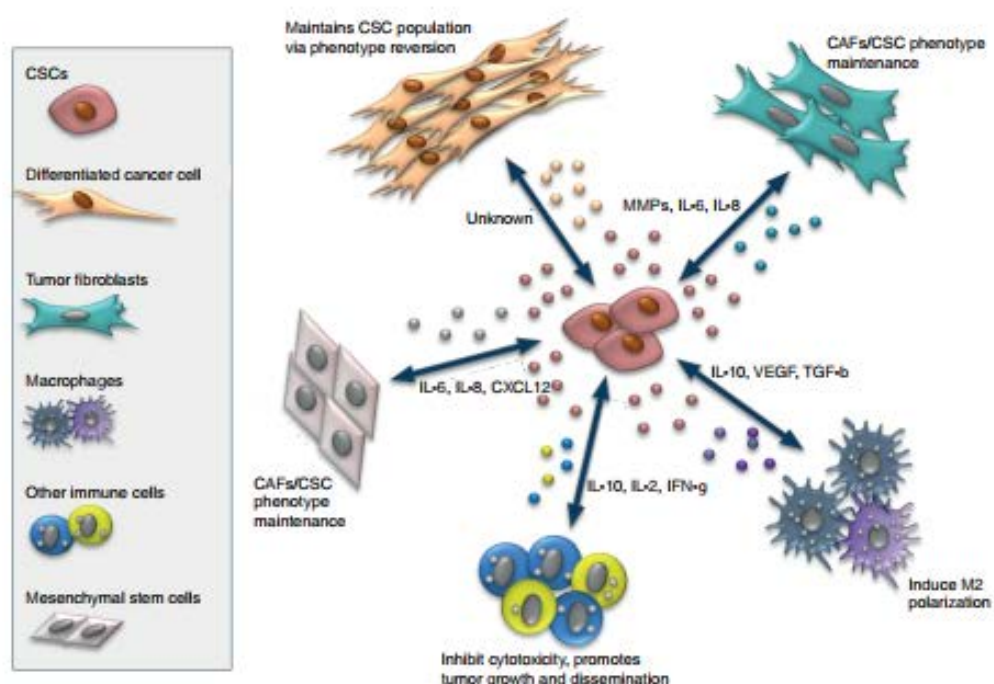 CSCs
Differentiated cancer cell
Tumor fibroblasts
Macrophages
Other immune cells
Mesenchymal stem cells
Maintains CSC population
via phenotype reversion
CAFs/CSC phenotype
maintenance
Unknown
MMPs, IL•6, IL•8
IL•6, IL•8, CXCL12
IL•10, VEGF, TGF•b
CAFs/CSC
phenotype
maintenance
IL•10, IL•2, IFN•g
Induce M2
polarization
Inhibit cytotoxicity, promotes
tumor growth and dissemination